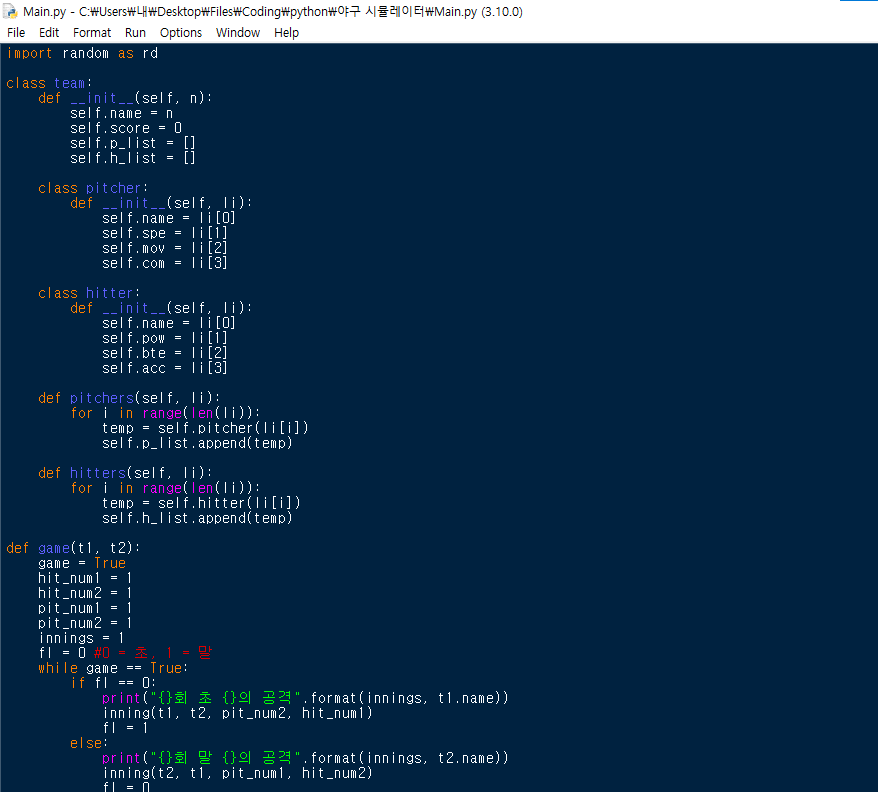 Main.py - C:₩Users₩내₩Desktop₩Files₩Coding₩python₩야구 시뮬레이터₩Main.py (3.10.0)
File Edit Format Run Options Window Help
import random as rd
class team:
    def __init__(self, n):
        self.name = n
        self.score = 0
        self.p_list = []
        self.h_list = []
    class pitcher:
        def __init__(self, li):
            self.name = li[0]
            self.spe = li[1]
            self.mov = li[2]
            self.com = li[3]
    class hitter:
        def __init__(self, li):
            self.name = li[0]
            self.pow = li[1]
            self.bte = li[2]
            self.acc = li[3]
    def pitchers(self, li):
        for i in range(len(li)):
            temp = self.pitcher(li[i])
            self.p_list.append(temp)
    def hitters(self, li):
        for i in range(len(li)):
            temp = self.hitter(li[i])
            self.h_list.append(temp)
def game(t1, t2):
    game = True
    hit_num1 = 1
    hit_num2 = 1
    pit_num1 = 1
    pit_num2 = 1
    innings = 1
    fl = 0 #0 = 초, 1 = 말
    while game == True:
        if fl == 0:
            print("{}회 초 {}의 공격".format(innings, t1.name))
            inning(t1, t2, pit_num2, hit_num1)
            fl = 1
        else:
            print("{}회 말 {}의 공격".format(innings, t2.name))
            inning(t2, t1, pit_num1, hit_num2)
            fl = 0